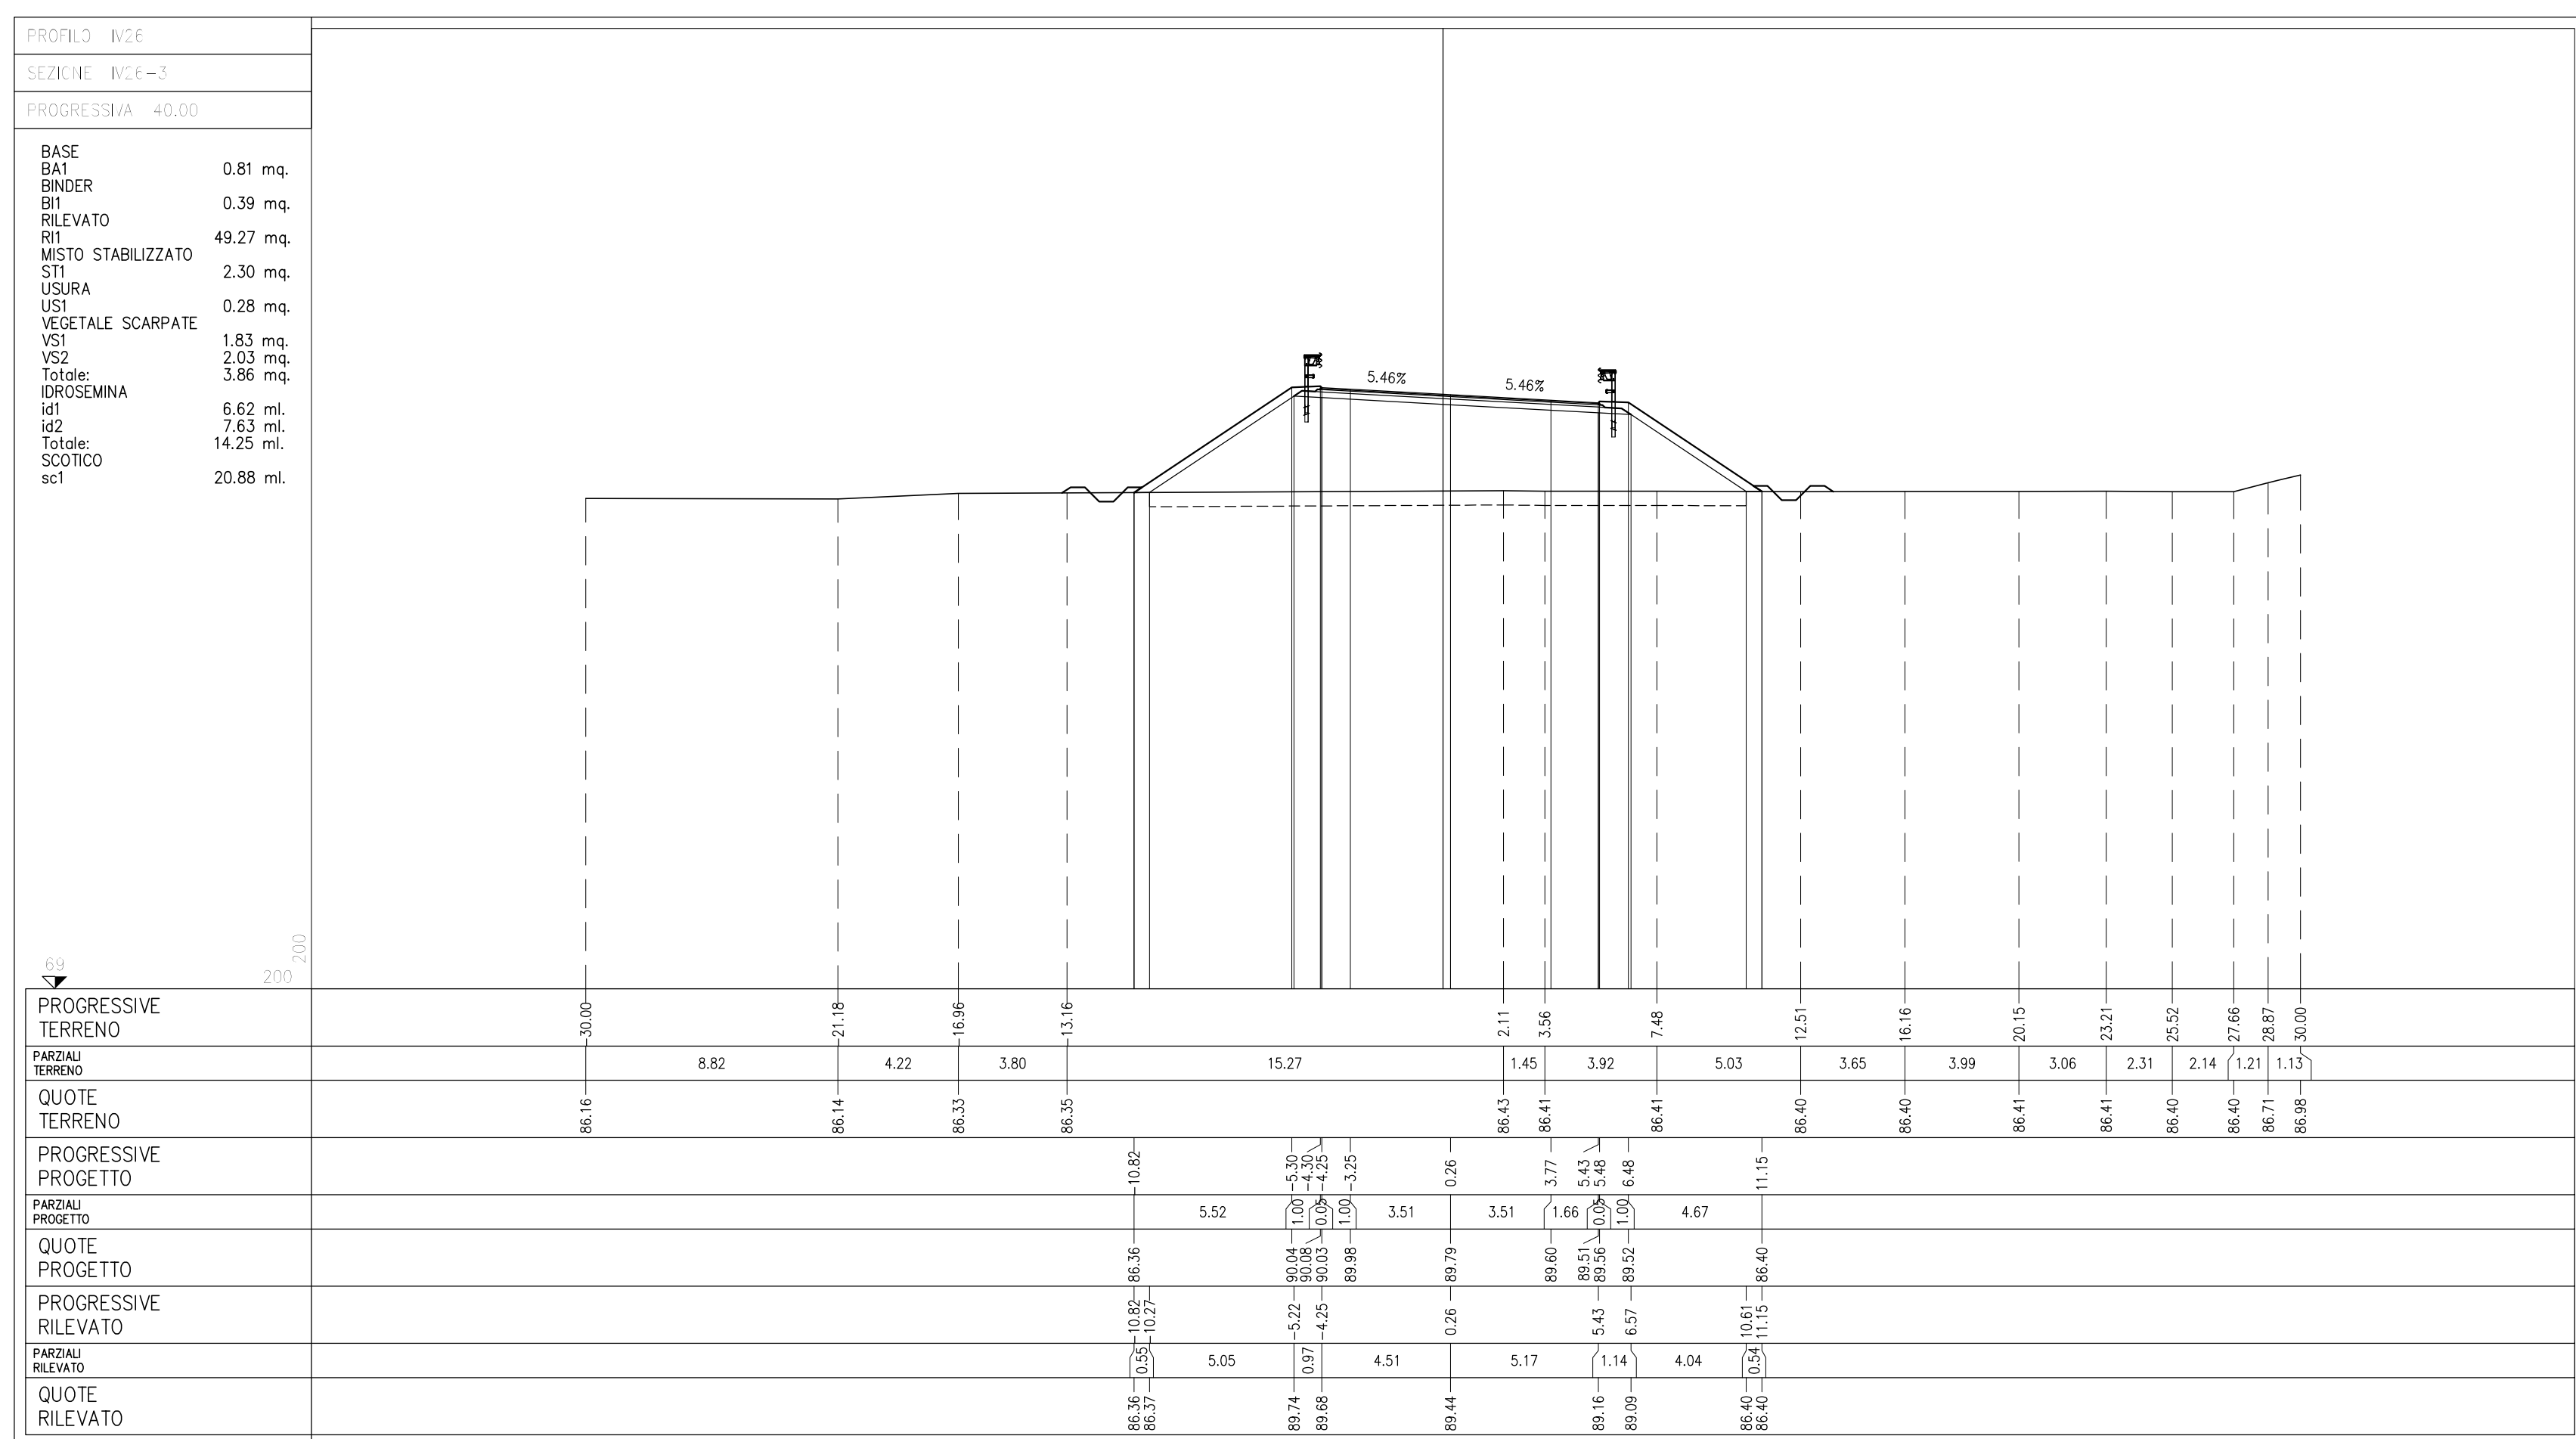 PROFILO IV26
SEZIONE IV26-3
PROGRESSIVA 40.00
BASE
BA1 0.81 mq.
BINDER
BI1 0.39 mq.
RILEVATO
RI1 49.27 mq.
MISTO STABILIZZATO
ST1 2.30 mq.
USURA
US1 0.28 mq.
VEGETALE SCARPATE
VS1 1.83 mq.
VS2 2.03 mq.
Totale: 3.86 mq.
IDROSEMINA
id1 6.62 ml.
id2 7.63 ml.
Totale: 14.25 ml.
SCOTICO
sc1 20.88 ml.
5.46% 5.46%
69
200
200
PROGRESSIVE
TERRENO
-30.00 -21.18 -16.96 -13.16 2.11 3.56 7.48 12.51 16.16 20.15 23.21 25.52 27.66 28.87 30.00
PARZIALI
TERRENO
8.82 4.22 3.80 15.27 1.45 3.92 5.03 3.65 3.99 3.06 2.31 2.14 1.21 1.13
QUOTE
TERRENO
86.16 86.14 86.33 86.35 86.43 86.41 86.41 86.40 86.40 86.41 86.41 86.40 86.40 86.71 86.98
PROGRESSIVE
PROGETTO
-10.82 -5.30 -4.30 -4.25 -3.25 0.26 3.77 5.43 5.48 6.48 11.15
PARZIALI
PROGETTO
5.52 1.00 0.05 1.00 3.51 3.51 1.66 0.05 1.00 4.67
QUOTE
PROGETTO
86.36 90.04 90.08 90.03 89.98 89.79 89.60 89.51 89.56 89.52 86.40
PROGRESSIVE
RILEVATO
-10.82 -10.27 -5.22 -4.25 0.26 5.43 6.57 10.61 11.15
PARZIALI
RILEVATO
0.55 5.05 0.97 4.51 5.17 1.14 4.04 0.54
QUOTE
RILEVATO
86.36 86.37 89.74 89.68 89.44 89.16 89.09 86.40 86.40